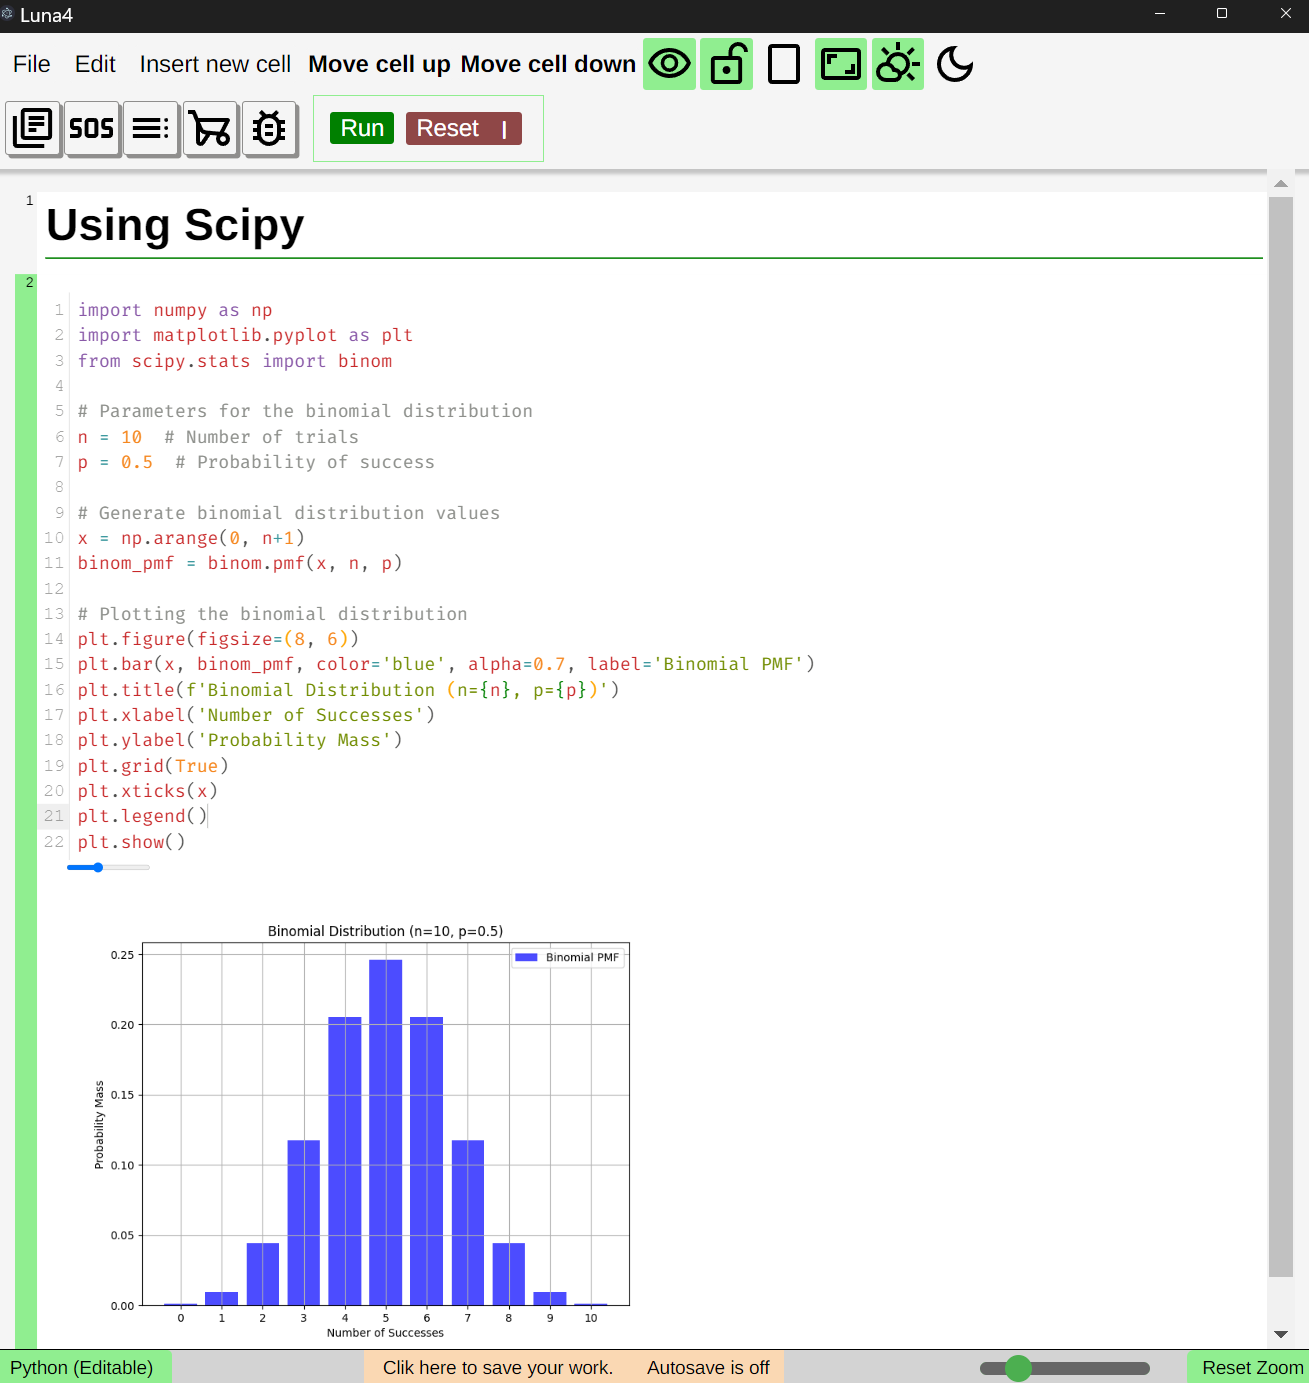 Luna4
File Edit Insert new cell Move cell up Move cell down
SOS Run Reset |
1
Using Scipy
2
1 import numpy as np
2 import matplotlib.pyplot as plt
3 from scipy.stats import binom
4
5 # Parameters for the binomial distribution
6 n = 10  # Number of trials
7 p = 0.5  # Probability of success
8
9 # Generate binomial distribution values
10 x = np.arange(0, n+1)
11 binom_pmf = binom.pmf(x, n, p)
12
13 # Plotting the binomial distribution
14 plt.figure(figsize=(8, 6))
15 plt.bar(x, binom_pmf, color='blue', alpha=0.7, label='Binomial PMF')
16 plt.title(f'Binomial Distribution (n={n}, p={p})')
17 plt.xlabel('Number of Successes')
18 plt.ylabel('Probability Mass')
19 plt.grid(True)
20 plt.xticks(x)
21 plt.legend()
22 plt.show()
Binomial Distribution (n=10, p=0.5)
Binomial PMF
0.25
0.20
0.15
0.10
0.05
0.00
Probability Mass
0 1 2 3 4 5 6 7 8 9 10
Number of Successes
Python (Editable) Clik here to save your work. Autosave is off Reset Zoom